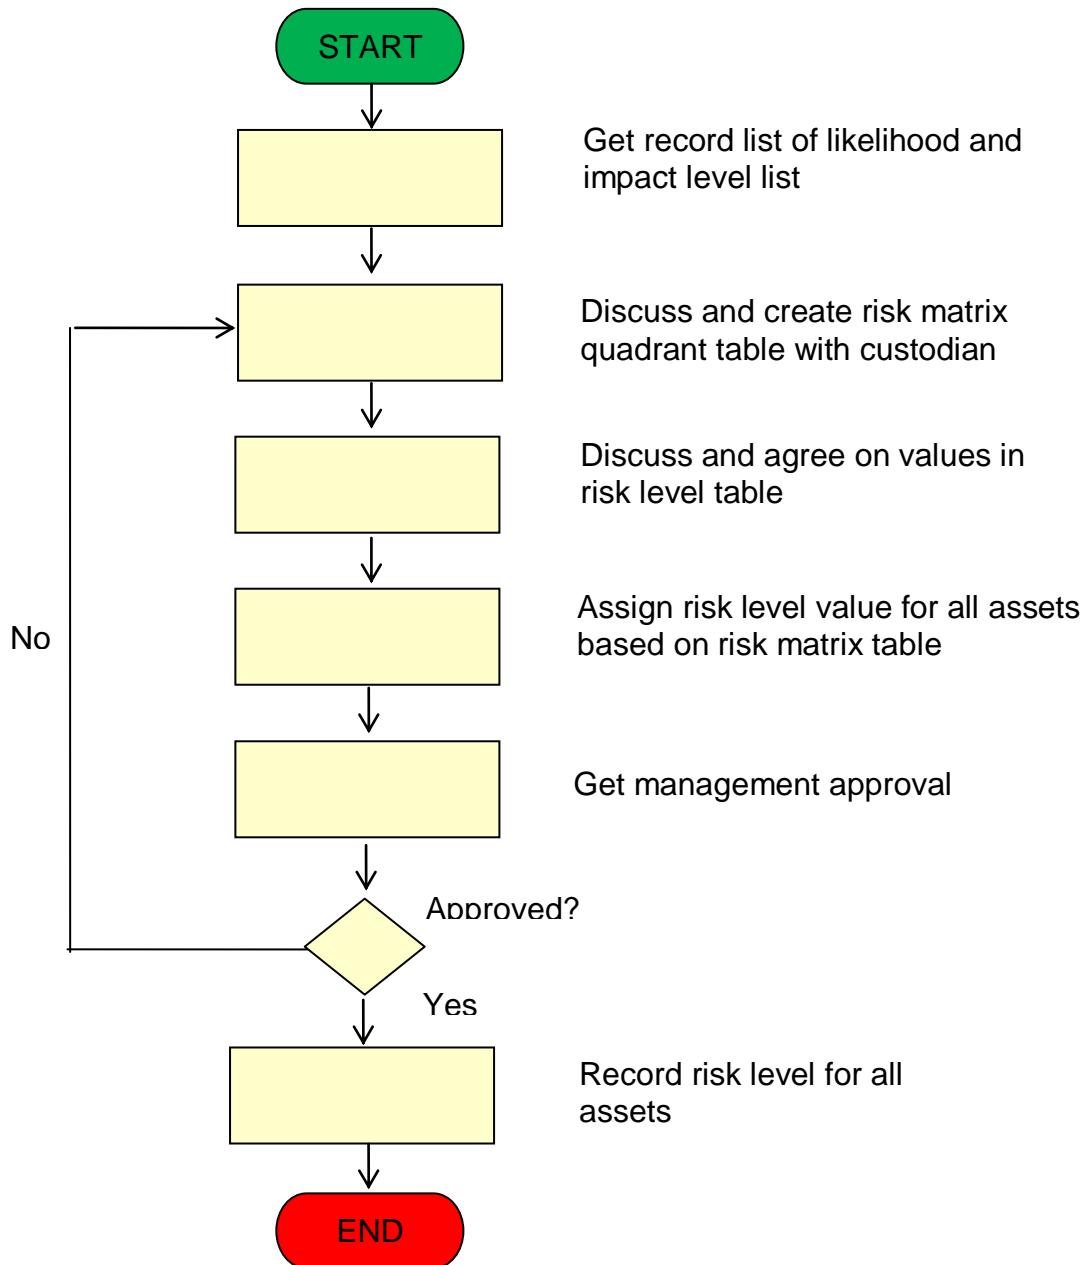 START
Get record list of likelihood and
impact level list
Discuss and create risk matrix
quadrant table with custodian
Discuss and agree on values in
risk level table
Assign risk level value for all assets
based on risk matrix table
No
Get management approval
Approved?
Yes
Record risk level for all
assets
END